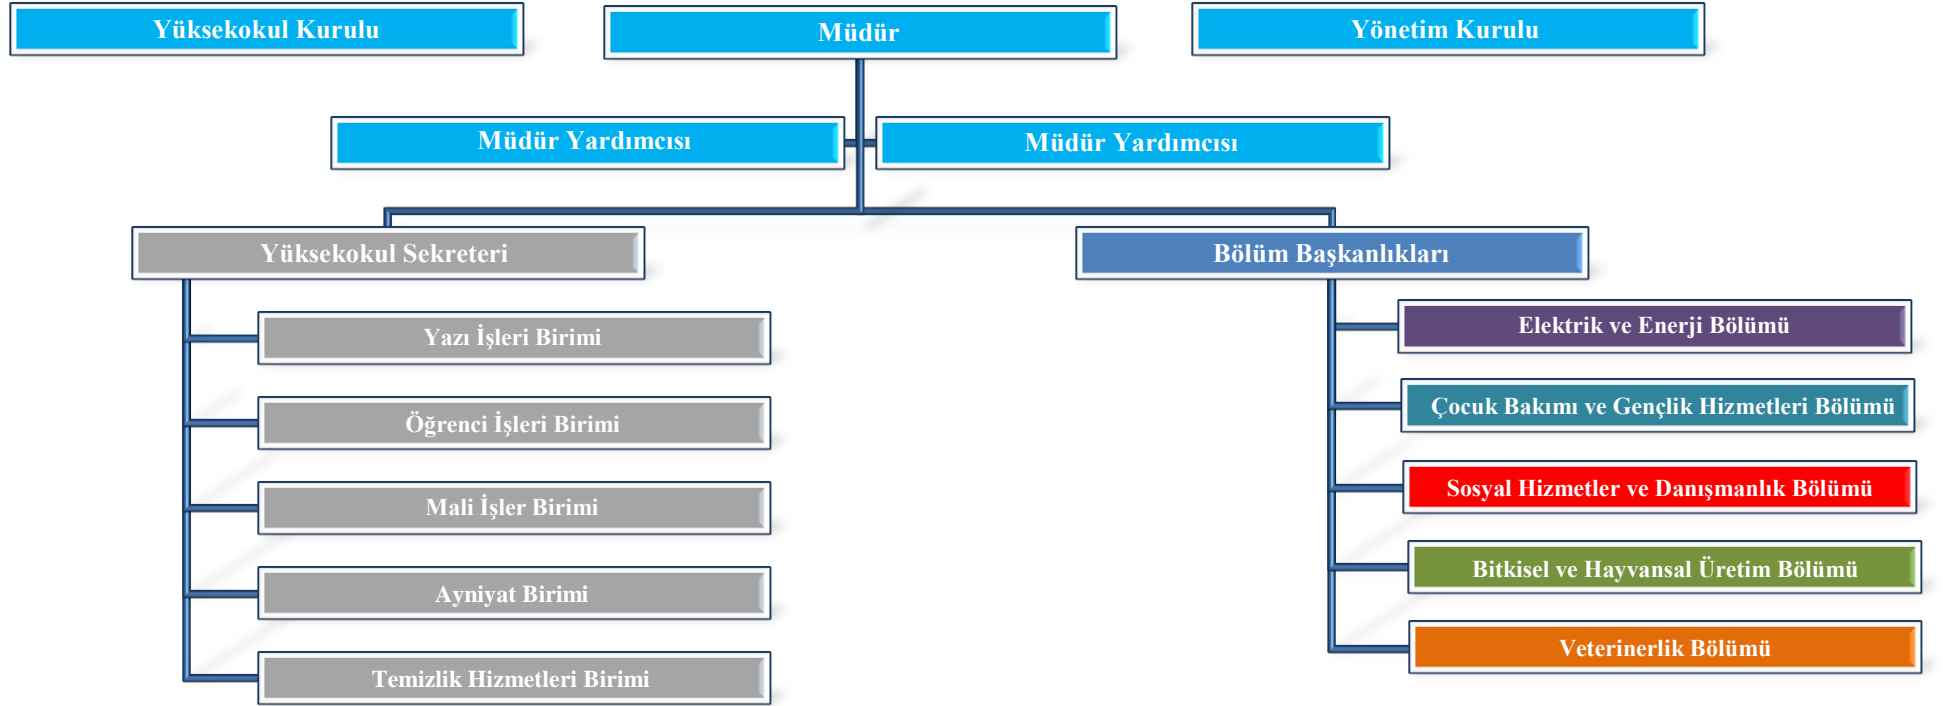 Yüksekokul Kurulu
Müdür
Yönetim Kurulu
Müdür Yardımcısı
Müdür Yardımcısı
Yüksekokul Sekreteri
Bölüm Başkanlıkları
Yazı İşleri Birimi
Öğrenci İşleri Birimi
Mali İşler Birimi
Ayniyat Birimi
Temizlik Hizmetleri Birimi
Elektrik ve Enerji Bölümü
Çocuk Bakımı ve Gençlik Hizmetleri Bölümü
Sosyal Hizmetler ve Danışmanlık Bölümü
Bitkisel ve Hayvansal Üretim Bölümü
Veterinerlik Bölümü